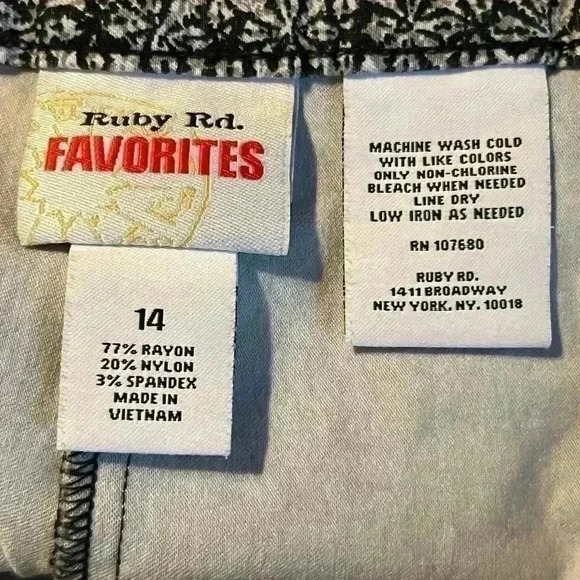 Ruby Rd.
FAVORITES
14
77% RAYON
20% NYLON
3% SPANDEX
MADE IN
VIETNAM
MACHINE WASH COLD
WITH LIKE COLORS
ONLY NON-CHLORINE
BLEACH WHEN NEEDED
LINE DRY
LOW IRON AS NEEDED
RN 107680
RUBY RD.
1411 BROADWAY
NEW YORK. NY. 10018